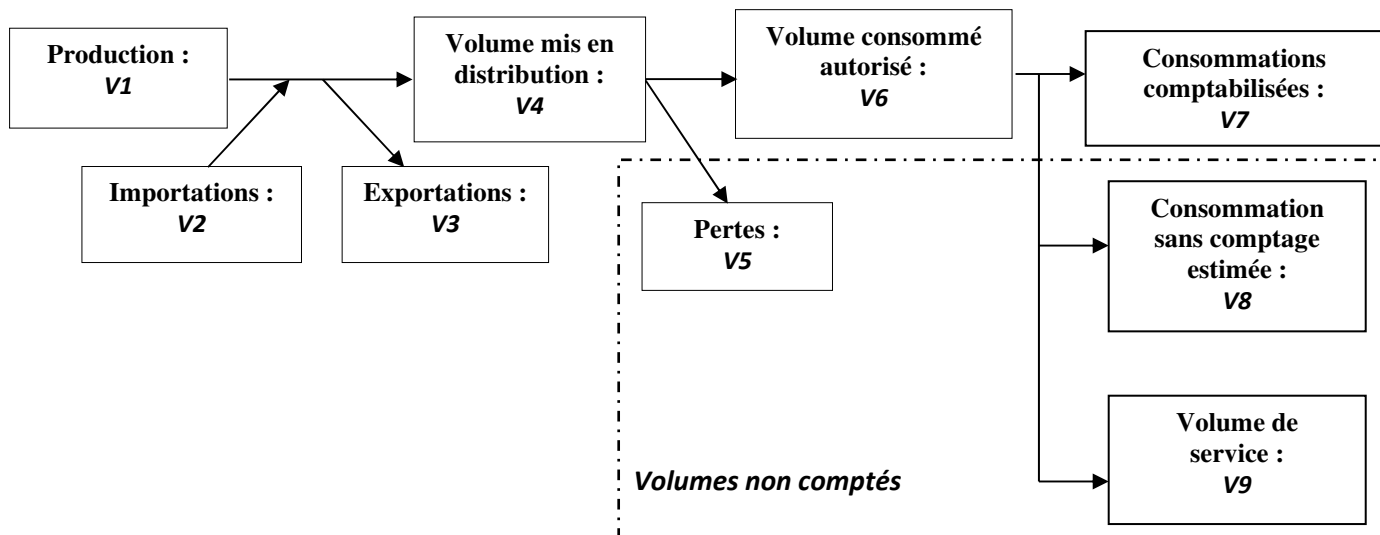 Production :
V1
Volume mis en
distribution :
V4
Volume consommé
autorisé :
V6
Consommations
comptabilisées :
V7
Importations :
V2
Exportations :
V3
Pertes :
V5
Consommation
sans comptage
estimée :
V8
Volume de
service :
V9
Volumes non comptés